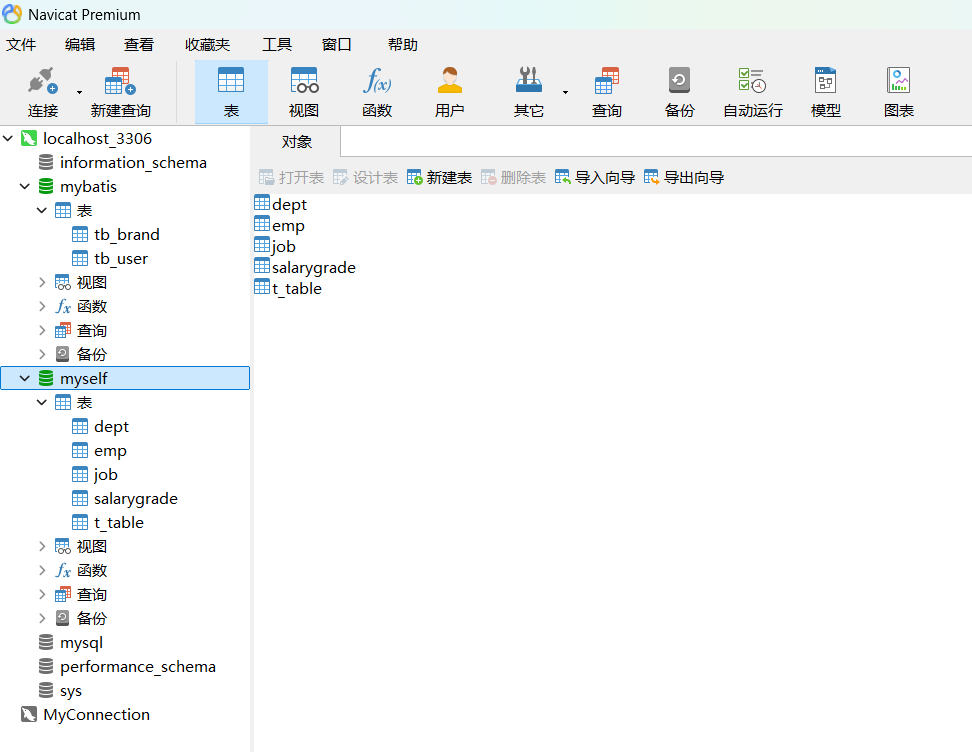 Navicat Premium
文件 编辑 查看 收藏夹 工具 窗口 帮助
连接 新建查询 表 视图 函数 用户 其它 查询 备份 自动运行 模型 图表
localhost_3306
information_schema
mybatis
表
tb_brand
tb_user
视图
函数
查询
备份
myself
表
dept
emp
job
salarygrade
t_table
视图
函数
查询
备份
mysql
performance_schema
sys
MyConnection
对象
打开表 设计表 新建表 删除表 导入向导 导出向导
dept
emp
job
salarygrade
t_table